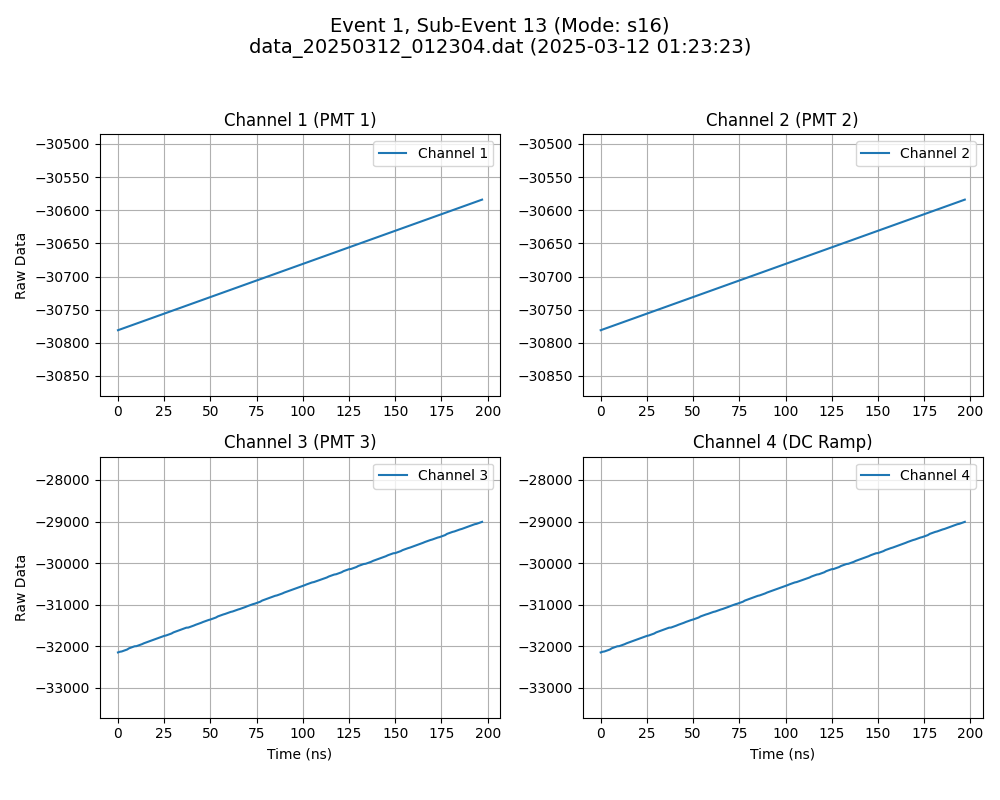 Event 1, Sub-Event 13 (Mode: s16)
data_20250312_012304.dat (2025-03-12 01:23:23)
Channel 1 (PMT 1)
Channel 1
Raw Data
−30500
−30550
−30600
−30650
−30700
−30750
−30800
−30850
0 25 50 75 100 125 150 175 200
Channel 2 (PMT 2)
Channel 2
−30500
−30550
−30600
−30650
−30700
−30750
−30800
−30850
0 25 50 75 100 125 150 175 200
Channel 3 (PMT 3)
Channel 3
Raw Data
−28000
−29000
−30000
−31000
−32000
−33000
0 25 50 75 100 125 150 175 200
Time (ns)
Channel 4 (DC Ramp)
Channel 4
−28000
−29000
−30000
−31000
−32000
−33000
0 25 50 75 100 125 150 175 200
Time (ns)